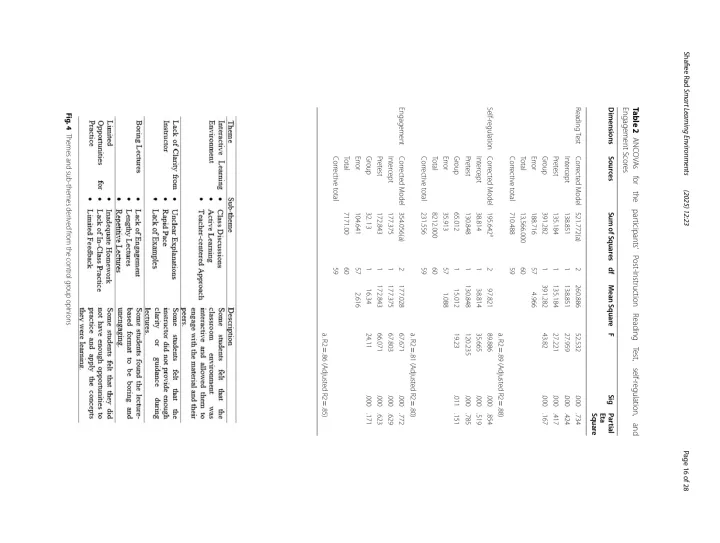 Shafiee Rad Smart Learning Environments (2025) 12:23 Page 16 of 28
Table 2 ANCOVAs for the participants' Post-instruction Reading Test, self-regulation, and
Engagement Scores
Dimensions Sources Sum of Squares df Mean Square F Sig Partial
Eta
Square
Reading Test Corrected Model 521.772(a) 2 260.886 52.532 .000 .734
Intercept 138.851 1 138.851 27.959 .000 .424
Pretest 135.184 1 135.184 27.221 .000 .417
Group 391.282 1 391.282 43.82 .000 .167
Error 188.716 57 4.966
Total 13,566.000 60
Corrective total 710.488 59
a. R2 = .89 (Adjusted R2 = .88)
Self-regulation Corrected Model 195.642a 2 97.821 89.886 .000 .854
Intercept 38.814 1 38.814 35.665 .000 .519
Pretest 130.848 1 130.848 120.235 .000 .785
Group 65.012 1 15.012 19.23 .011 .151
Error 35.913 57 1.088
Total 8212.000 60
Corrective total 231.556 59
a. R2 = 81 (Adjusted R2 = .80)
Engagement Corrected Model 354.056(a) 2 177.028 67.671 .000 .772
Intercept 177.375 1 177.375 67.803 .000 .629
Pretest 172.843 1 172.843 66.071 .000 .623
Group 32.13 1 16.34 24.11 .000 .171
Error 104.641 57 2.616
Total 7171.00 60
Corrective total 59
a. R2 = 86 (Adjusted R2 = .85)
Theme Sub-theme Description
Interactive Learning • Class Discussions Some students felt that the
Environment • Active Learning classroom environment was
• Teacher-centered Approach interactive and allowed them to
engage with the material and their
peers.
Lack of Clarity from • Unclear Explanations Some students felt that the
Instructor • Rapid Pace instructor did not provide enough
• Lack of Examples clarity or guidance during
lectures.
Boring Lectures • Lack of Engagement Some students found the lecture-
• Lengthy Lectures based format to be boring and
• Repetitive Lectures unengaging.
Limited • Inadequate Homework Some students felt that they did
Opportunities for • Lack of In-Class Practice not have enough opportunities to
Practice • Limited Feedback practice and apply the concepts
they were learning.
Fig. 4 Themes and sub-themes derived from the control group opinions